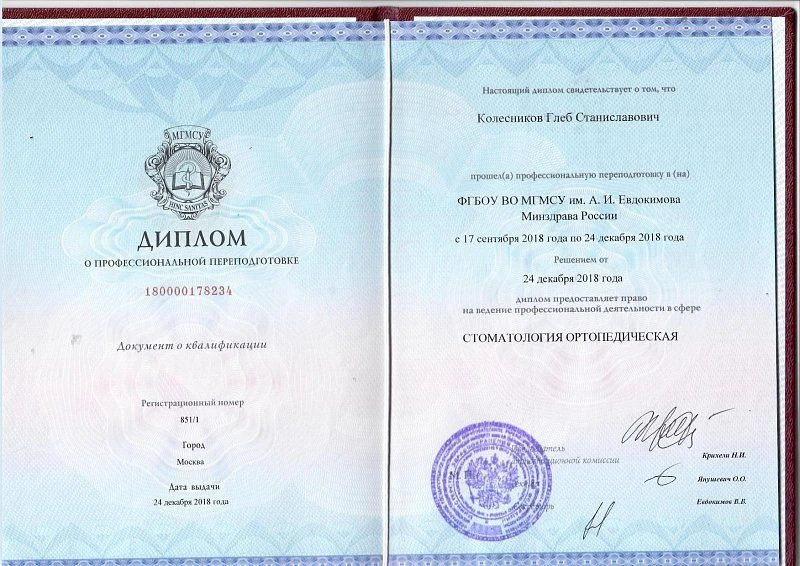 МГМСУ
HINC SANITAS
ДИПЛОМ
О ПРОФЕССИОНАЛЬНОЙ ПЕРЕПОДГОТОВКЕ
180000178234
Документ о квалификации
Регистрационный номер
851/1
Город
Москва
Дата выдачи
24 декабря 2018 года
Настоящий диплом свидетельствует о том, что
Колесников Глеб Станиславович
прошел(а) профессиональную переподготовку в (на)
ФГБОУ ВО МГМСУ им. А. И. Евдокимова
Минздрава России
с 17 сентября 2018 года по 24 декабря 2018 года
Решением от
24 декабря 2018 года
диплом предоставляет право
на ведение профессиональной деятельности в сфере
СТОМАТОЛОГИЯ ОРТОПЕДИЧЕСКАЯ
комиссии
Крихели Н.И.
М.П.
Янушевич О.О.
Евдокимов В.В.